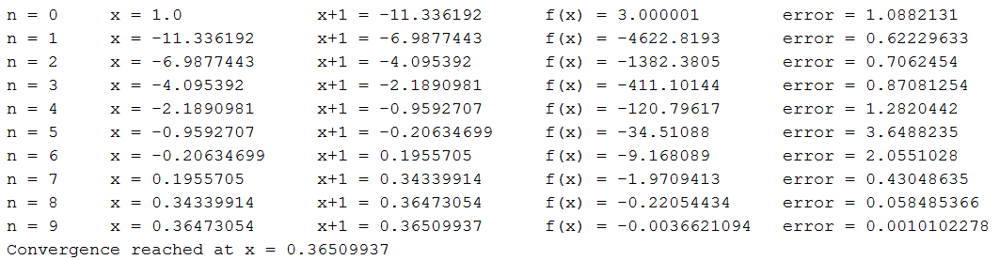 n = 0 x = 1.0 x+1 = -11.336192 f(x) = 3.000001 error = 1.0882131
n = 1 x = -11.336192 x+1 = -6.9877443 f(x) = -4622.8193 error = 0.62229633
n = 2 x = -6.9877443 x+1 = -4.095392 f(x) = -1382.3805 error = 0.7062454
n = 3 x = -4.095392 x+1 = -2.1890981 f(x) = -411.10144 error = 0.87081254
n = 4 x = -2.1890981 x+1 = -0.9592707 f(x) = -120.79617 error = 1.2820442
n = 5 x = -0.9592707 x+1 = -0.20634699 f(x) = -34.51088 error = 3.6488235
n = 6 x = -0.20634699 x+1 = 0.1955705 f(x) = -9.168089 error = 2.0551028
n = 7 x = 0.1955705 x+1 = 0.34339914 f(x) = -1.9709413 error = 0.43048635
n = 8 x = 0.34339914 x+1 = 0.36473054 f(x) = -0.22054434 error = 0.058485366
n = 9 x = 0.36473054 x+1 = 0.36509937 f(x) = -0.0036621094 error = 0.0010102278
Convergence reached at x = 0.36509937